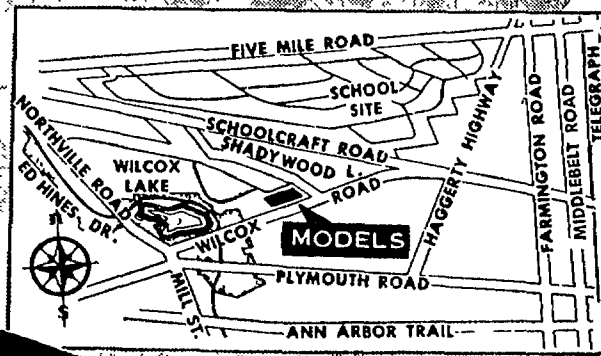 FIVE MILE ROAD
SCHOOL
SITE
SCHOOLCRAFT ROAD
SHADYWOOD L.
NORTHVILLE ROAD
ED HINES DR.
WILCOX
LAKE
WILCOX ROAD
MODELS
HAGGERTY HIGHWAY
FARMINGTON ROAD
MIDDLEBELT ROAD
TELEGRAPH
PLYMOUTH ROAD
MILL ST.
ANN ARBOR TRAIL
S